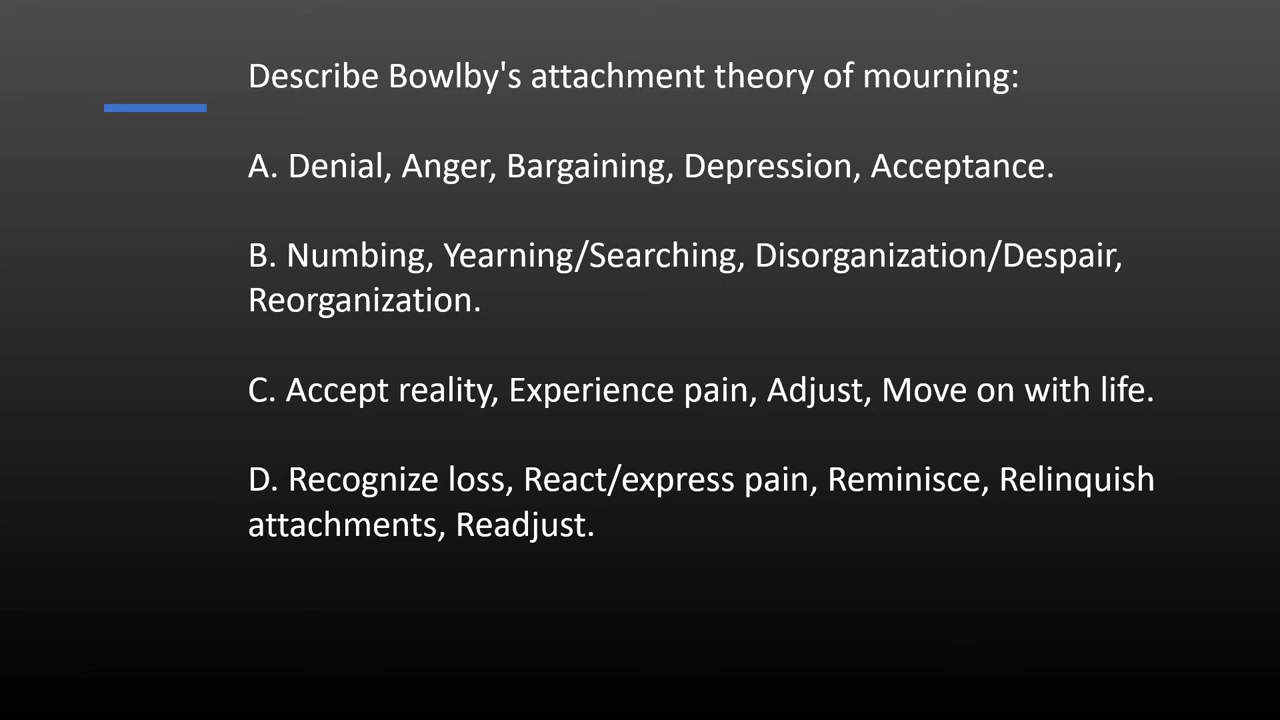 Describe Bowlby's attachment theory of mourning:
A. Denial, Anger, Bargaining, Depression, Acceptance.
B. Numbing, Yearning/Searching, Disorganization/Despair,
Reorganization.
C. Accept reality, Experience pain, Adjust, Move on with life.
D. Recognize loss, React/express pain, Reminisce, Relinquish
attachments, Readjust.